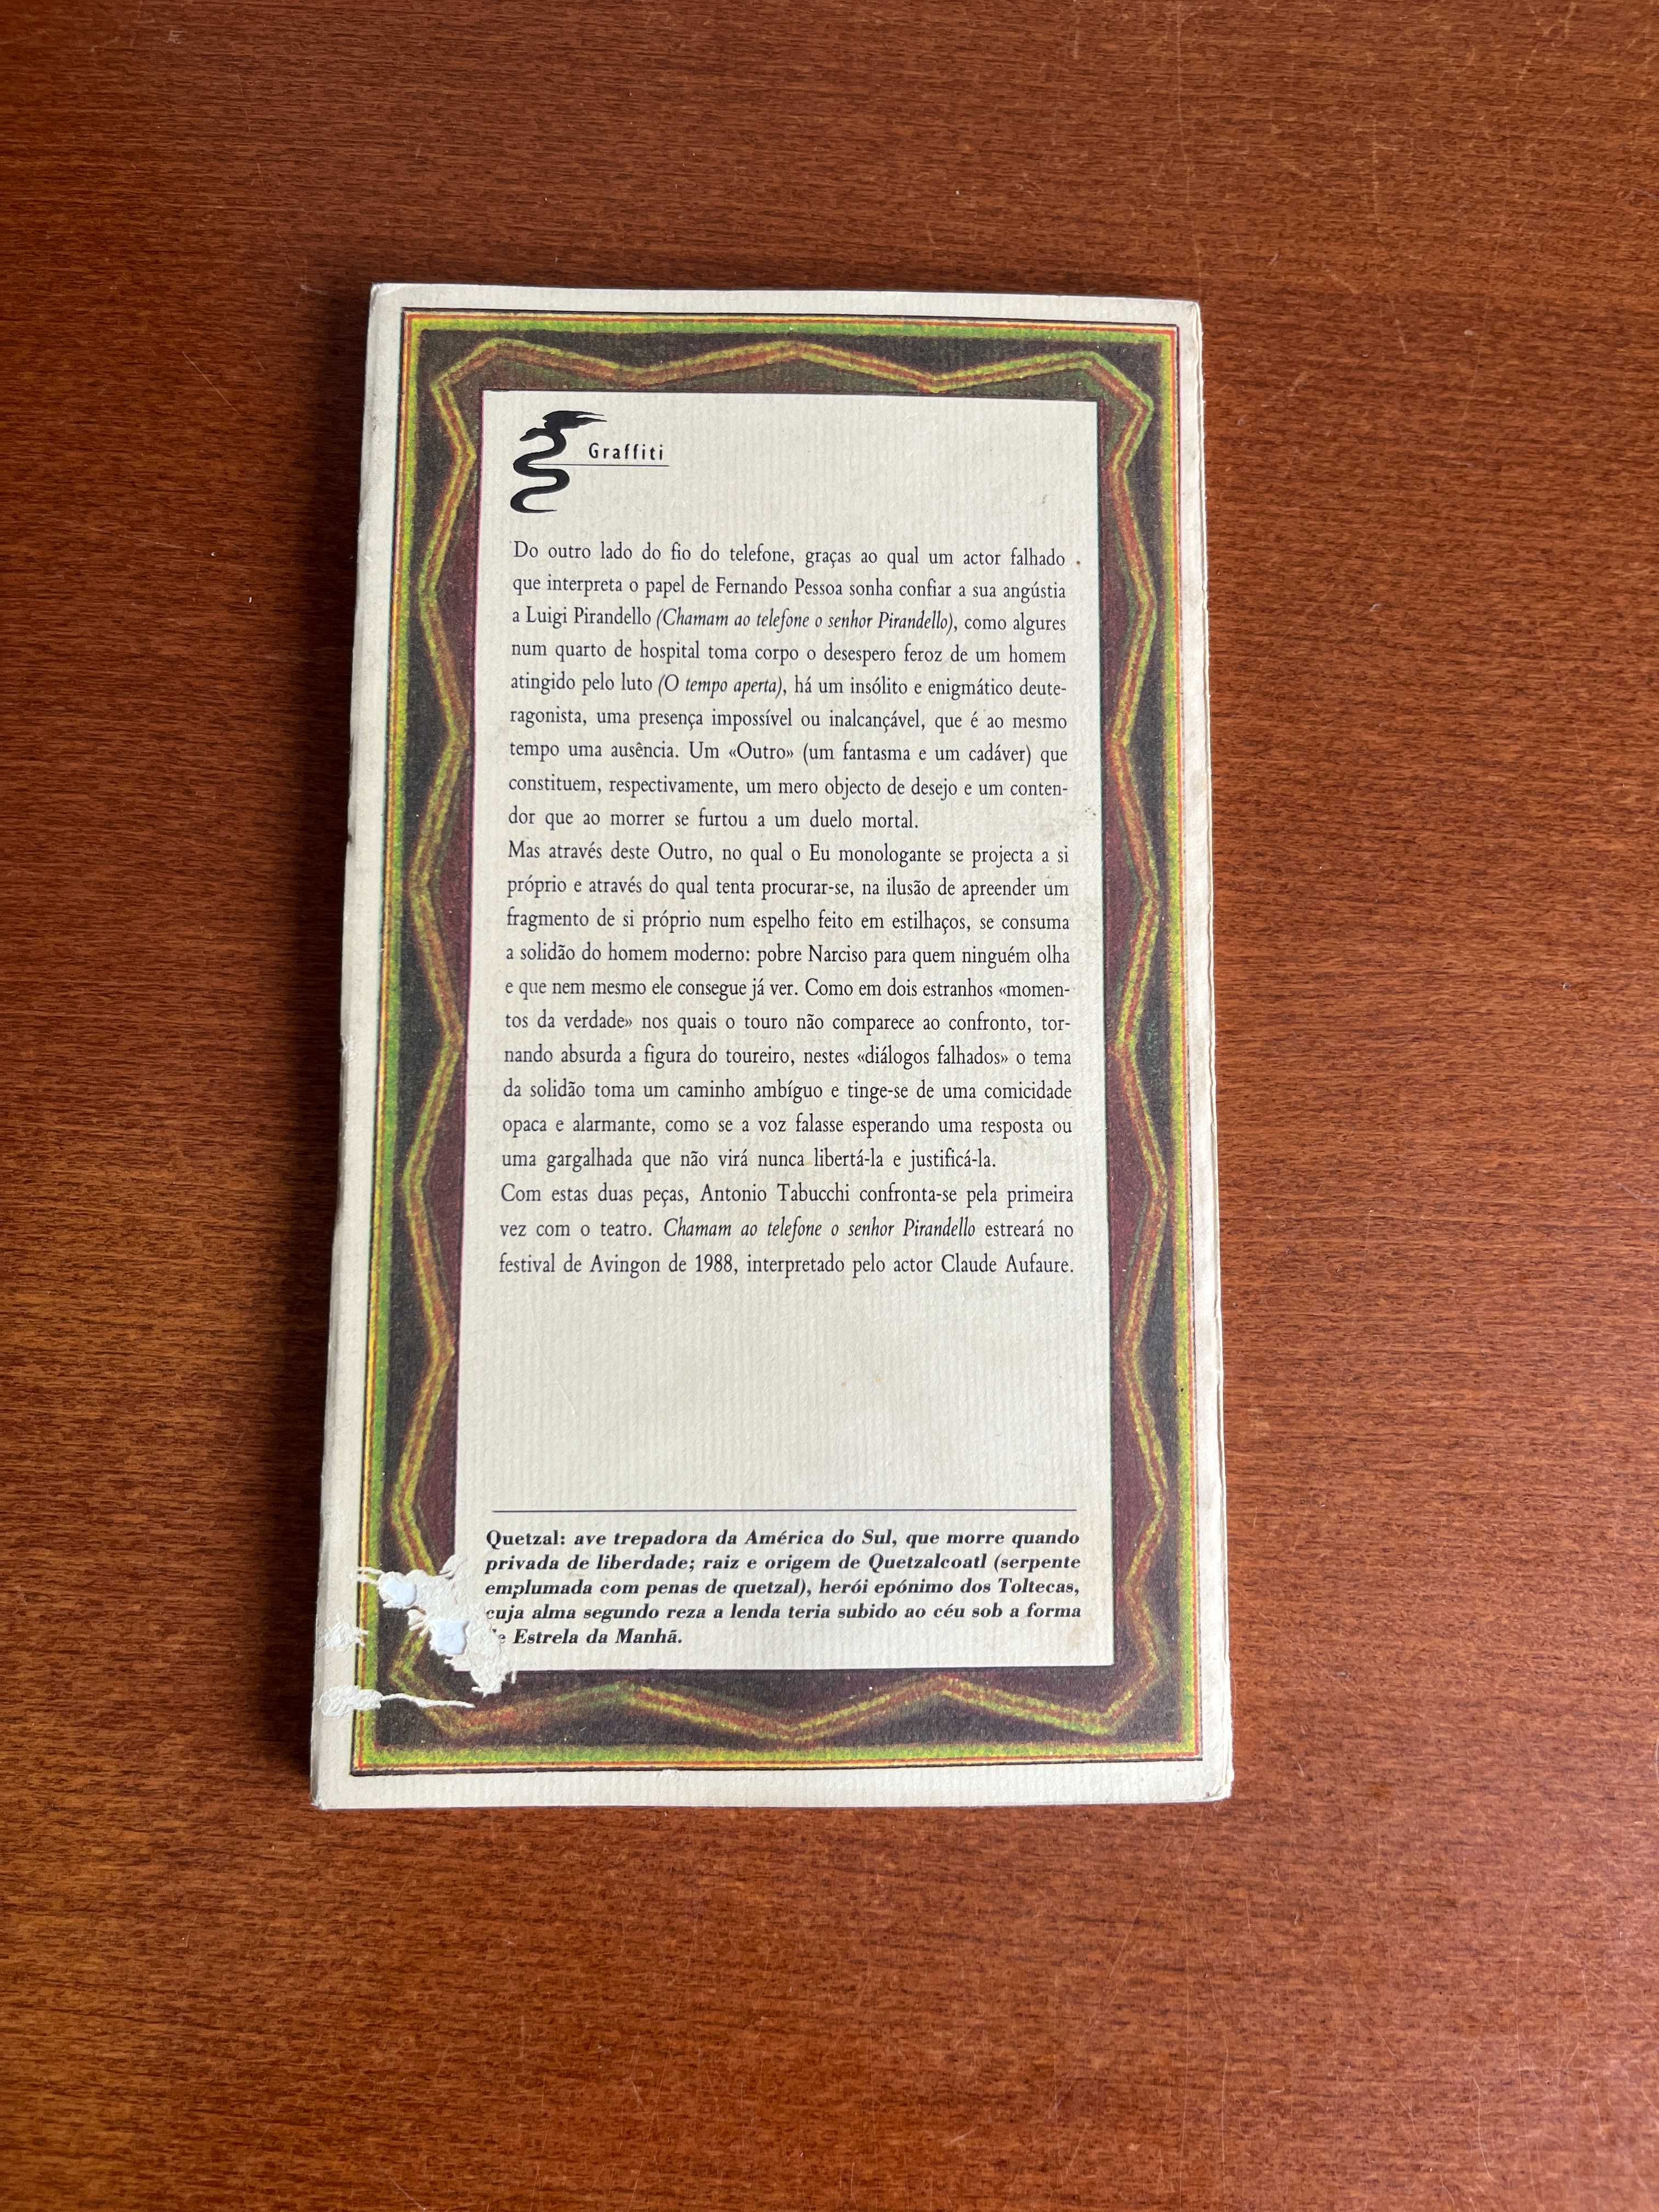 Graffiti
Do outro lado do fio do telefone, graças ao qual um actor falhado
que interpreta o papel de Fernando Pessoa sonha confiar a sua angústia
a Luigi Pirandello (Chamam ao telefone o senhor Pirandello), como algures
num quarto de hospital toma corpo o desespero feroz de um homem
atingido pelo luto (O tempo aperta), há um insólito e enigmático deute-
ragonista, uma presença impossível ou inalcançável, que é ao mesmo
tempo uma ausência. Um «Outro» (um fantasma e um cadáver) que
constituem, respectivamente, um mero objecto de desejo e um conten-
dor que ao morrer se furtou a um duelo mortal.
Mas através deste Outro, no qual o Eu monologante se projecta a si
próprio e através do qual tenta procurar-se, na ilusão de apreender um
fragmento de si próprio num espelho feito em estilhaços, se consuma
a solidão do homem moderno: pobre Narciso para quem ninguém olha
e que nem mesmo ele consegue já ver. Como em dois estranhos «momen-
tos da verdade» nos quais o touro não comparece ao confronto, tor-
nando absurda a figura do toureiro, nestes «diálogos falhados» o tema
da solidão toma um caminho ambíguo e tinge-se de uma comicidade
opaca e alarmante, como se a voz falasse esperando uma resposta ou
uma gargalhada que não virá nunca libertá-la e justificá-la.
Com estas duas peças, Antonio Tabucchi confronta-se pela primeira
vez com o teatro. Chamam ao telefone o senhor Pirandello estreará no
festival de Avingon de 1988, interpretado pelo actor Claude Aufaure.
Quetzal: ave trepadora da América do Sul, que morre quando
privada de liberdade; raiz e origem de Quetzalcoatl (serpente
emplumada com penas de quetzal), herói epónimo dos Toltecas,
cuja alma segundo reza a lenda teria subido ao céu sob a forma
Estrela da Manhã.